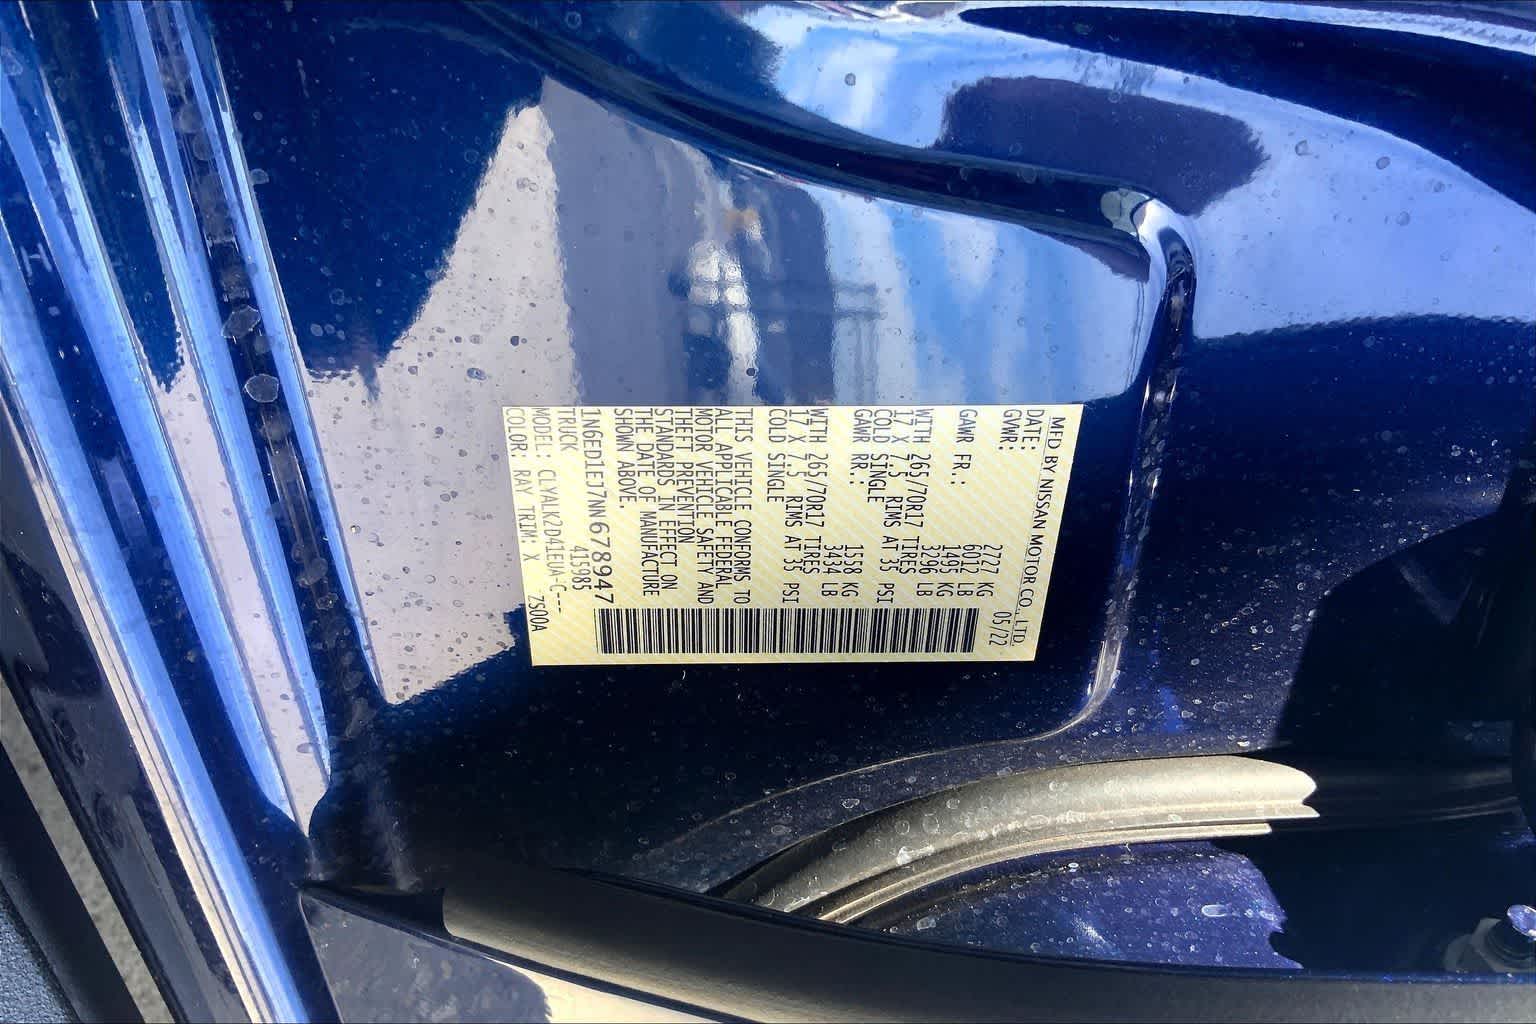 MFD BY NISSAN MOTOR CO., LTD.
DATE: 05/22
GVWR: 2727 KG
6012 LB
GAWR FR.: 1495 KG
3296 LB
WITH 265/70R17 TIRES
17 X 7.5 RIMS AT 35 PSI
COLD SINGLE
GAWR RR.: 1558 KG
3434 LB
WITH 265/70R17 TIRES
17 X 7.5 RIMS AT 35 PSI
COLD SINGLE
THIS VEHICLE CONFORMS TO
ALL APPLICABLE FEDERAL
MOTOR VEHICLE SAFETY AND
THEFT PREVENTION
STANDARDS IN EFFECT ON
THE DATE OF MANUFACTURE
SHOWN ABOVE.
1N6ED1EJ7NN678947
TRUCK 415985
MODEL: CLYALK2D41EUA-C---
COLOR: RAY TRIM: X ZS00A